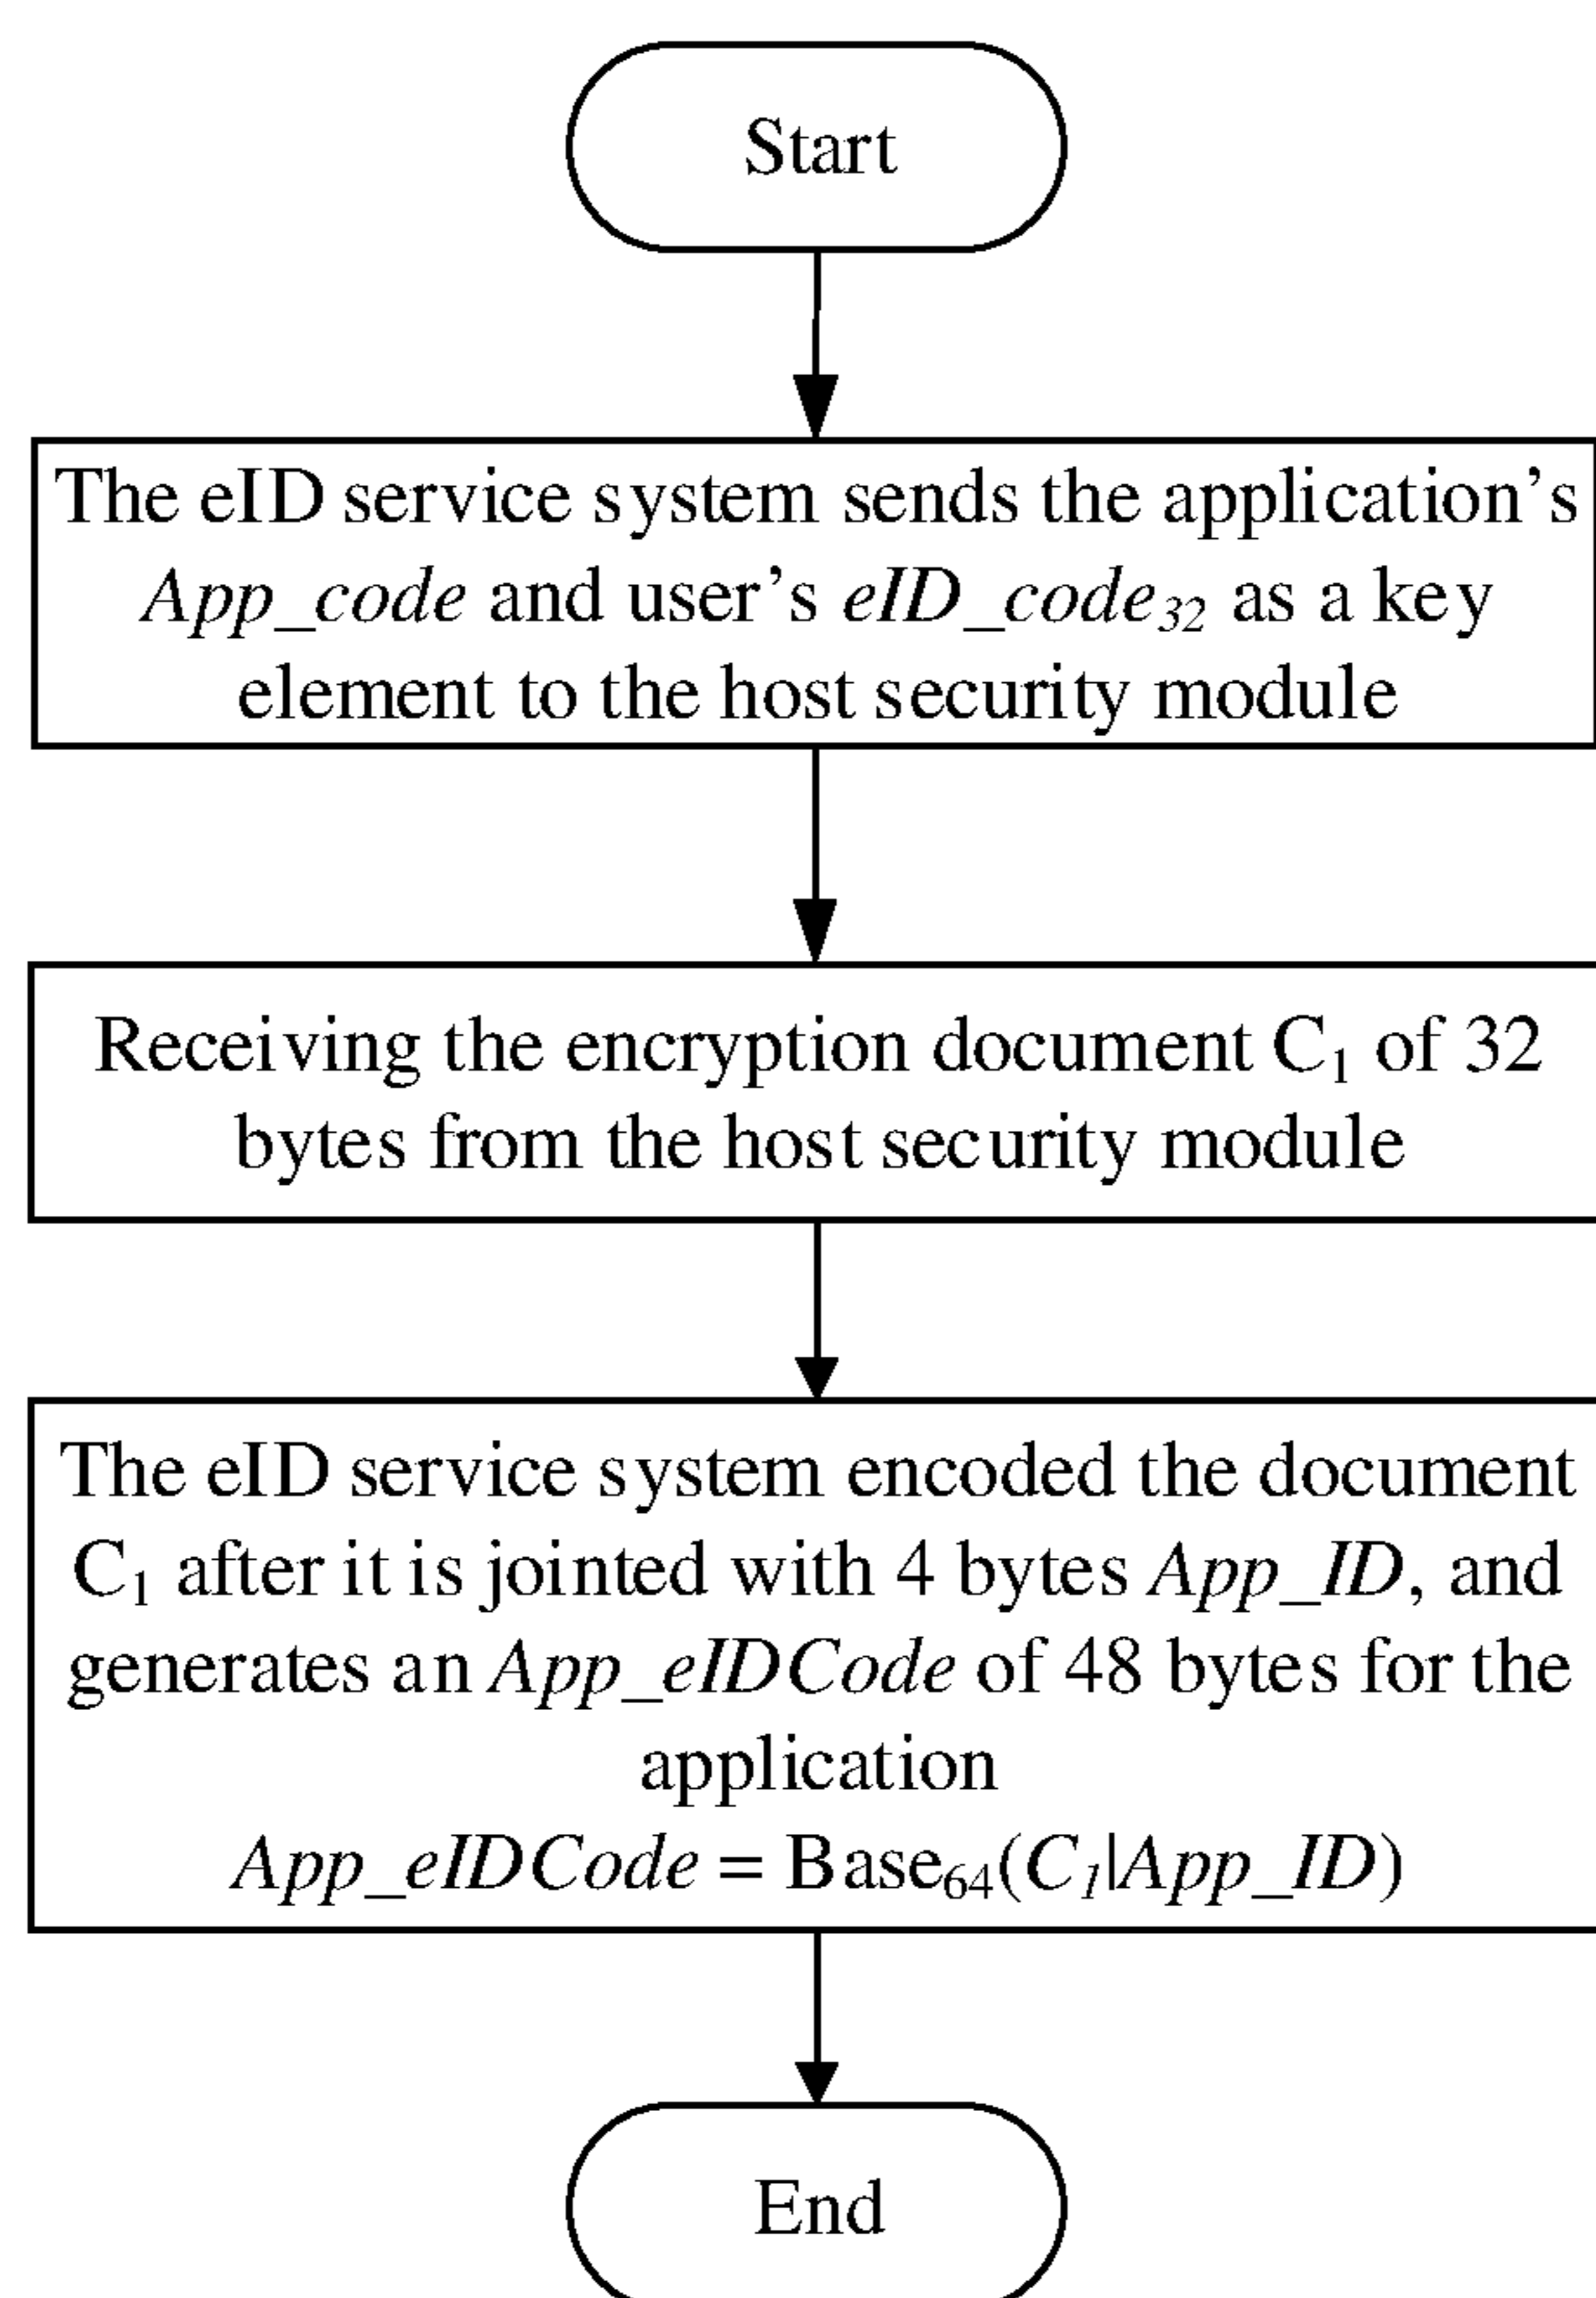 Start
The eID service system sends the application’s
App_code and user’s eID_code₃₂ as a key
element to the host security module
Receiving the encryption document C₁ of 32
bytes from the host security module
The eID service system encoded the document
C₁ after it is jointed with 4 bytes App_ID, and
generates an App_eIDCode of 48 bytes for the
application
App_eIDCode = Base₆₄(C₁|App_ID)
End